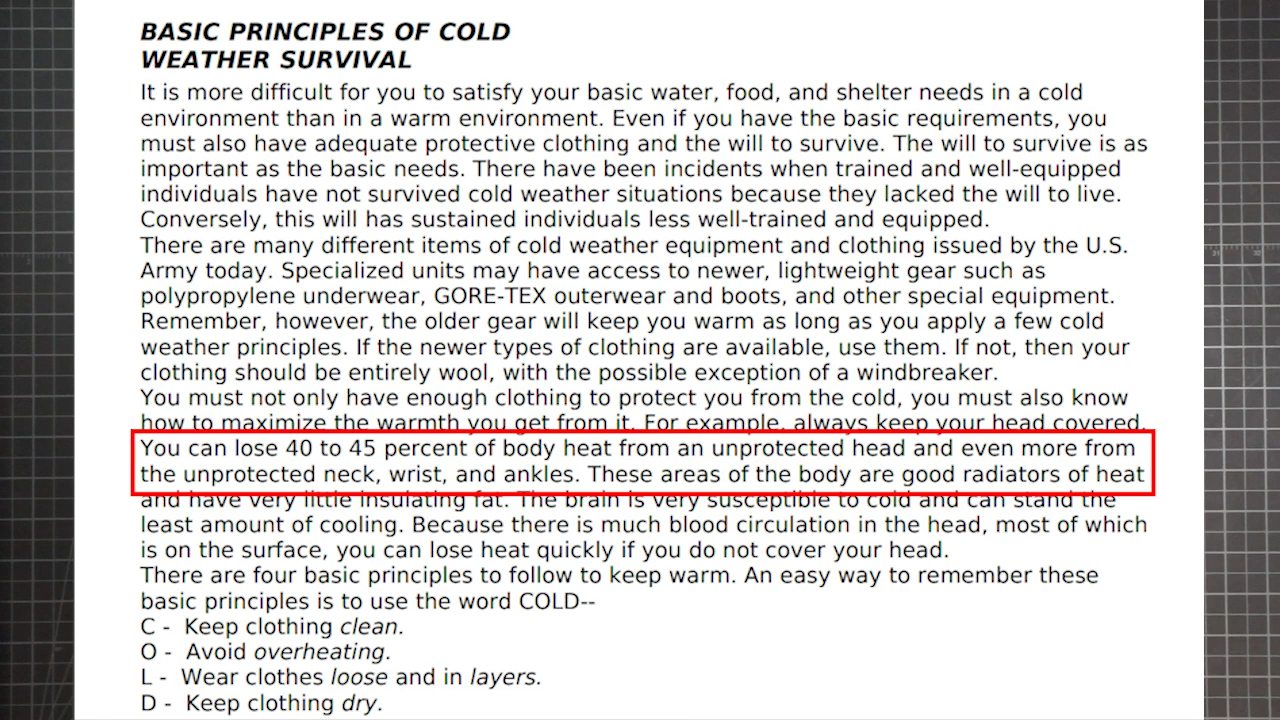 BASIC PRINCIPLES OF COLD
WEATHER SURVIVAL
It is more difficult for you to satisfy your basic water, food, and shelter needs in a cold
environment than in a warm environment. Even if you have the basic requirements, you
must also have adequate protective clothing and the will to survive. The will to survive is as
important as the basic needs. There have been incidents when trained and well-equipped
individuals have not survived cold weather situations because they lacked the will to live.
Conversely, this will has sustained individuals less well-trained and equipped.
There are many different items of cold weather equipment and clothing issued by the U.S.
Army today. Specialized units may have access to newer, lightweight gear such as
polypropylene underwear, GORE-TEX outerwear and boots, and other special equipment.
Remember, however, the older gear will keep you warm as long as you apply a few cold
weather principles. If the newer types of clothing are available, use them. If not, then your
clothing should be entirely wool, with the possible exception of a windbreaker.
You must not only have enough clothing to protect you from the cold, you must also know
how to maximize the warmth you get from it. For example, always keep your head covered.
You can lose 40 to 45 percent of body heat from an unprotected head and even more from
the unprotected neck, wrist, and ankles. These areas of the body are good radiators of heat
and have very little insulating fat. The brain is very susceptible to cold and can stand the
least amount of cooling. Because there is much blood circulation in the head, most of which
is on the surface, you can lose heat quickly if you do not cover your head.
There are four basic principles to follow to keep warm. An easy way to remember these
basic principles is to use the word COLD--
C - Keep clothing clean.
O - Avoid overheating.
L - Wear clothes loose and in layers.
D - Keep clothing dry.